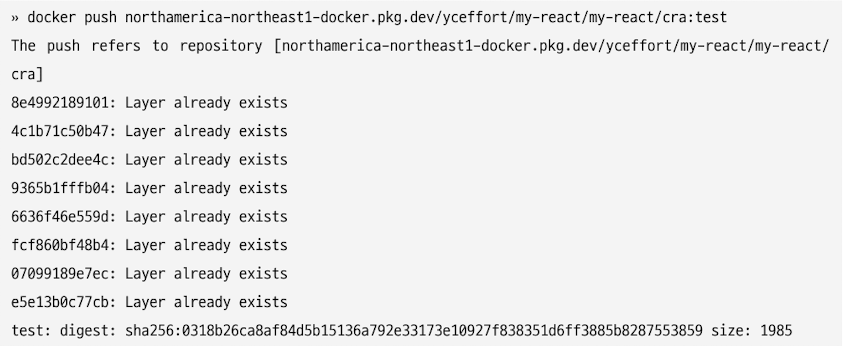 » docker push northamerica-northeast1-docker.pkg.dev/yceffort/my-react/my-react/cra:test
The push refers to repository [northamerica-northeast1-docker.pkg.dev/yceffort/my-react/my-react/
cra]
8e4992189101: Layer already exists
4c1b71c50b47: Layer already exists
bd502c2dee4c: Layer already exists
9365b1fffb04: Layer already exists
6636f46e559d: Layer already exists
fcf860bf48b4: Layer already exists
07099189e7ec: Layer already exists
e5e13b0c77cb: Layer already exists
test: digest: sha256:0318b26ca8af84d5b15136a792e33173e10927f838351d6ff3885b8287553859 size: 1985